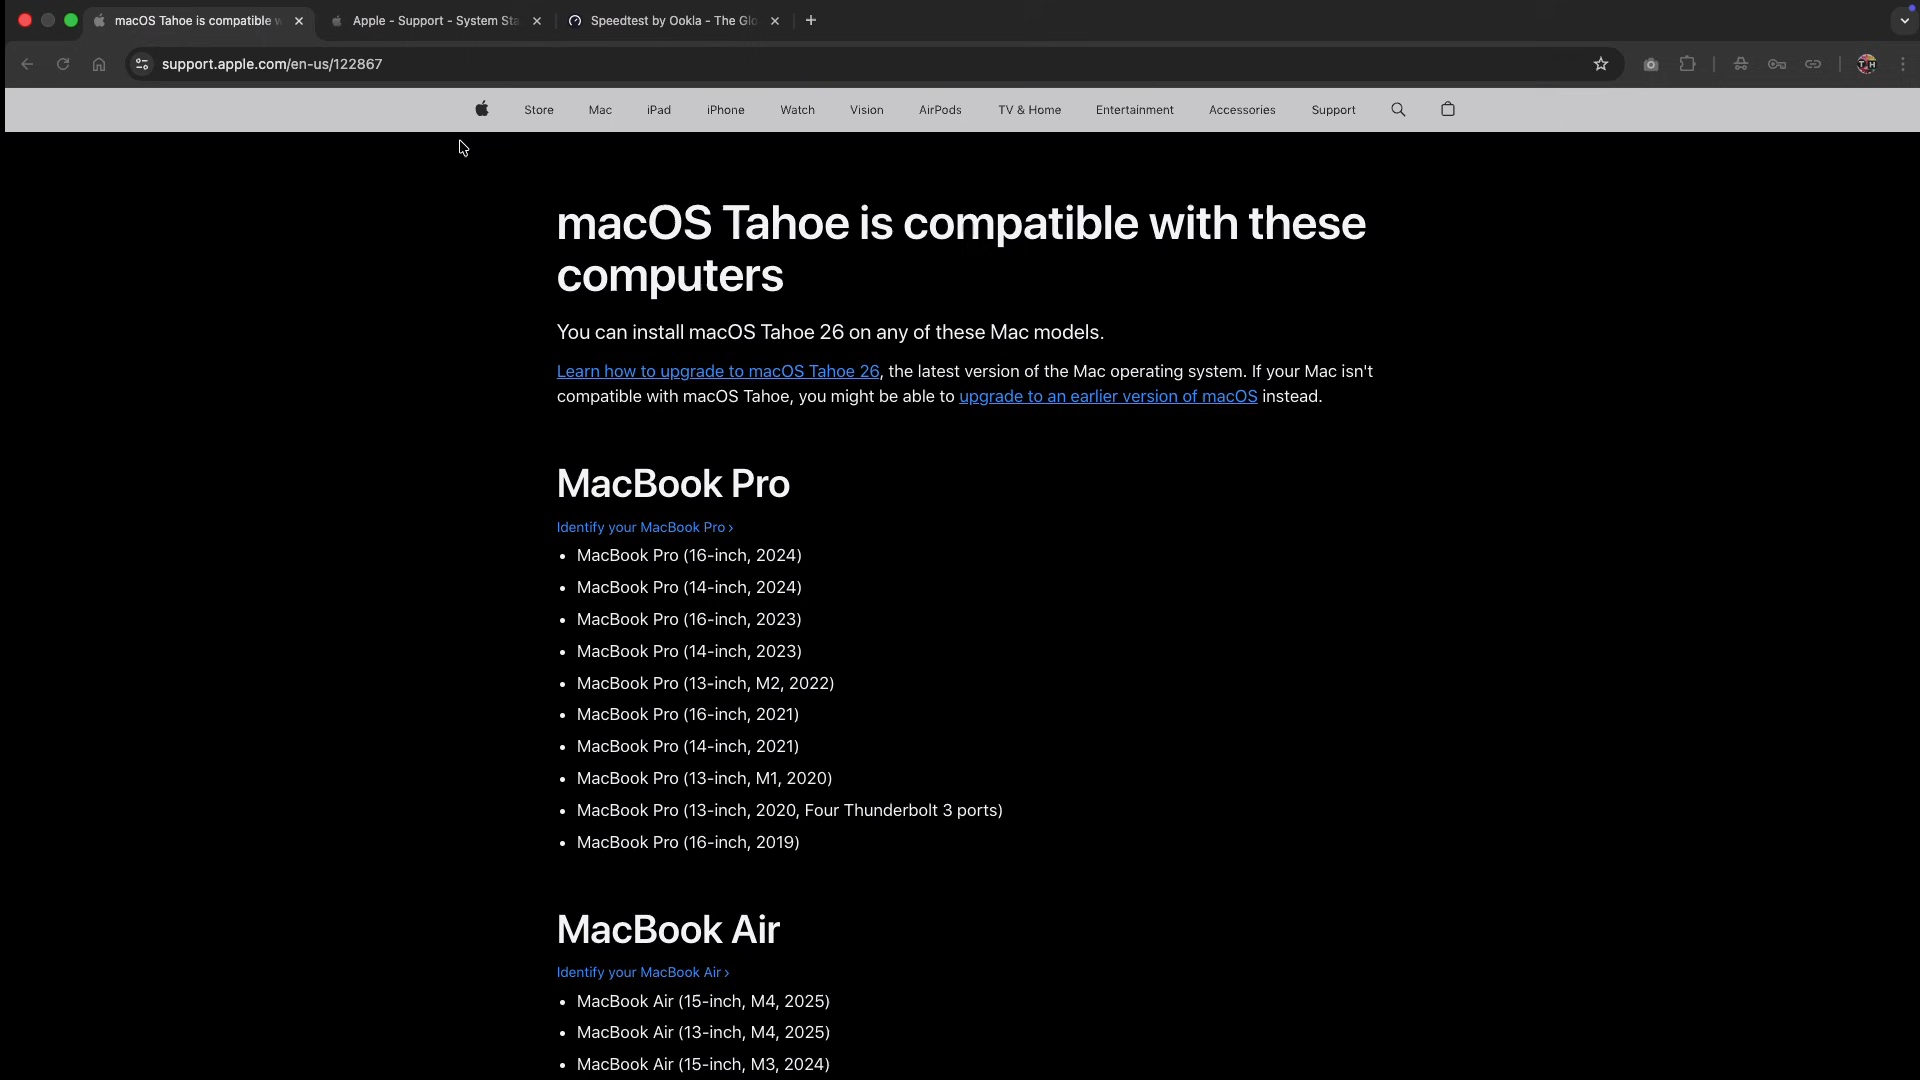 macOS Tahoe is compatible w
Apple - Support - System Sta
Speedtest by Ookla - The Glo
support.apple.com/en-us/122867
Store Mac iPad iPhone Watch Vision AirPods TV & Home Entertainment Accessories Support
macOS Tahoe is compatible with these
computers
You can install macOS Tahoe 26 on any of these Mac models.
Learn how to upgrade to macOS Tahoe 26, the latest version of the Mac operating system. If your Mac isn't
compatible with macOS Tahoe, you might be able to upgrade to an earlier version of macOS instead.
MacBook Pro
Identify your MacBook Pro ›
• MacBook Pro (16-inch, 2024)
• MacBook Pro (14-inch, 2024)
• MacBook Pro (16-inch, 2023)
• MacBook Pro (14-inch, 2023)
• MacBook Pro (13-inch, M2, 2022)
• MacBook Pro (16-inch, 2021)
• MacBook Pro (14-inch, 2021)
• MacBook Pro (13-inch, M1, 2020)
• MacBook Pro (13-inch, 2020, Four Thunderbolt 3 ports)
• MacBook Pro (16-inch, 2019)
MacBook Air
Identify your MacBook Air ›
• MacBook Air (15-inch, M4, 2025)
• MacBook Air (13-inch, M4, 2025)
• MacBook Air (15-inch, M3, 2024)